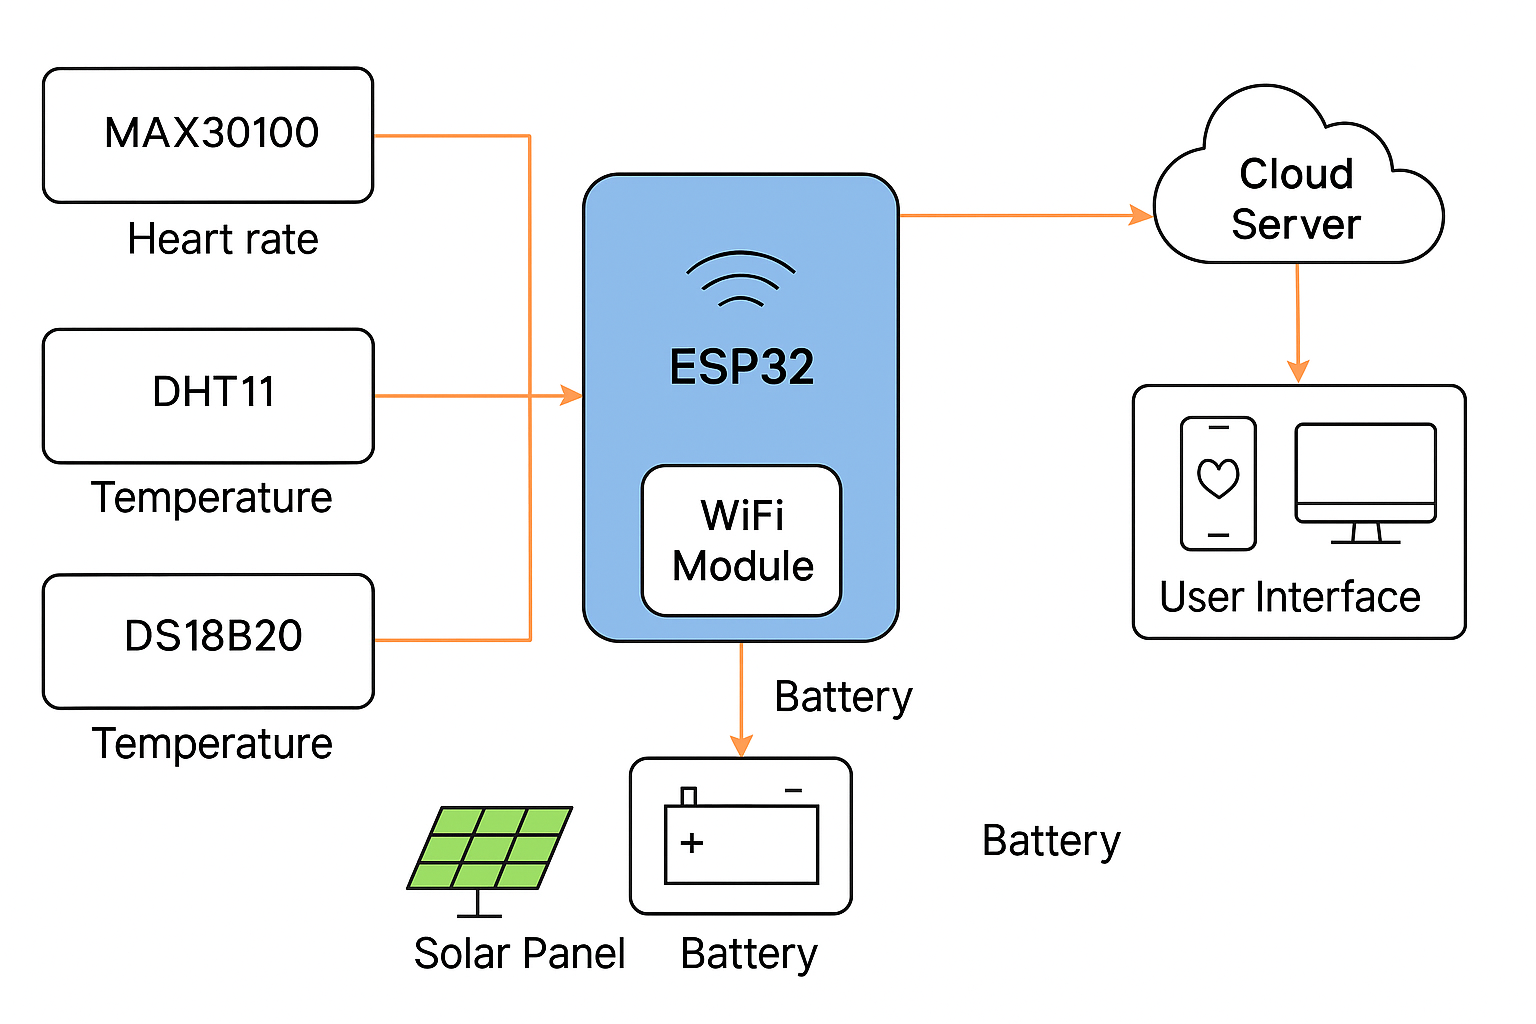 MAX30100
Heart rate
DHT11
Temperature
DS18B20
Temperature
ESP32
WiFi
Module
Cloud
Server
User Interface
Battery
Solar Panel
Battery
Battery